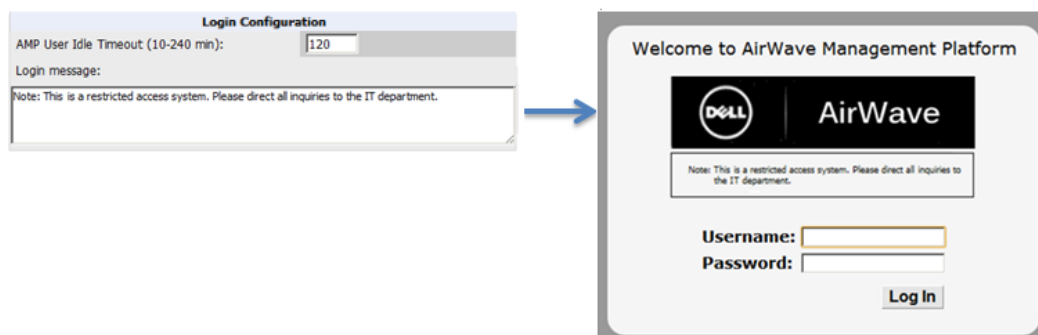 Login Configuration
AMP User Idle Timeout (10-240 min):
120
Login message:
Note: This is a restricted access system. Please direct all inquiries to the IT department.
Welcome to AirWave Management Platform
DELL
AirWave
Note: This is a restricted access system. Please direct all inquiries to
the IT department.
Username:
Password:
Log In